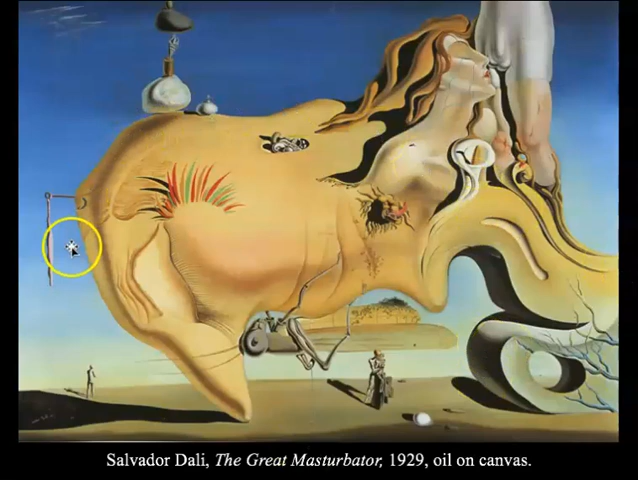 Salvador Dali, The Great Masturbator, 1929, oil on canvas.